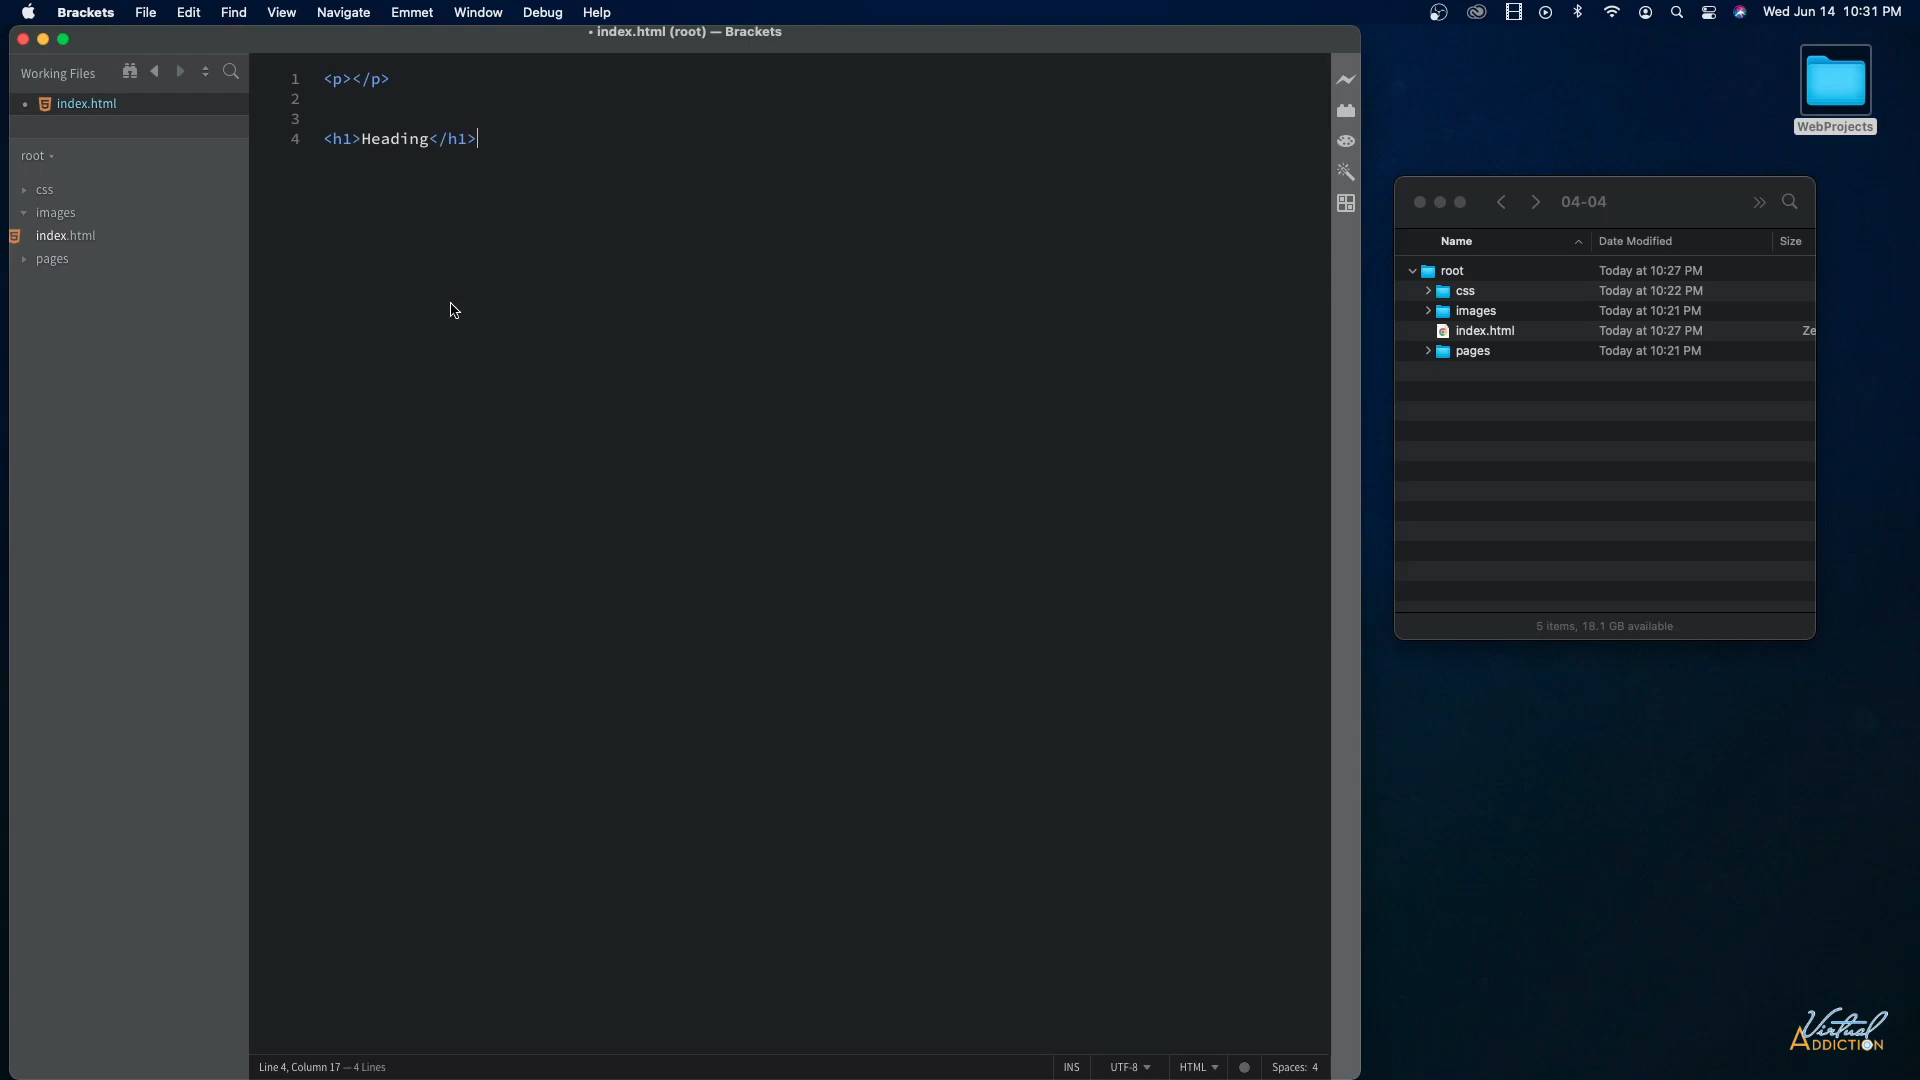 Brackets File Edit Find View Navigate Emmet Window Debug Help Wed Jun 14 10:31 PM
• index.html (root) — Brackets
Working Files
• index.html
root
css
images
index.html
pages
1 <p></p>
2
3
4 <h1>Heading</h1>
WebProjects
04-04
Name Date Modified Size
root Today at 10:27 PM
css Today at 10:22 PM
images Today at 10:21 PM
index.html Today at 10:27 PM Ze
pages Today at 10:21 PM
5 items, 18.1 GB available
Virtual
ADDICTION
Line 4, Column 17 — 4 Lines INS UTF-8 HTML Spaces: 4